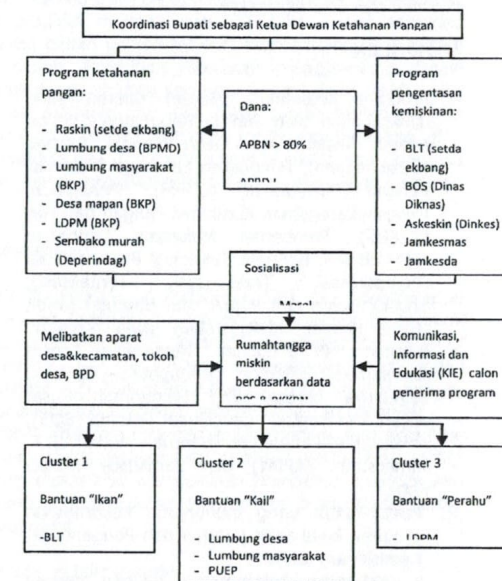 Koordinasi Bupati sebagai Ketua Dewan Ketahanan Pangan
Program ketahanan
pangan:
- Raskin (setde ekbang)
- Lumbung desa (BPMD)
- Lumbung masyarakat
(BKP)
- Desa mapan (BKP)
- LDPM (BKP)
- Sembako murah
(Deperindag)
Dana:
APBN > 80%
Program
pengentasan
kemiskinan:
- BLT (setda
ekbang)
- BOS (Dinas
Diknas)
- Askeskin (Dinkes)
- Jamkesmas
- Jamkesda
Sosialisasi
Melibatkan aparat
desa&kecamatan, tokoh
desa, BPD
Rumahtangga
miskin
berdasarkan data
Komunikasi,
Informasi dan
Edukasi (KIE) calon
penerima program
Cluster 1
Bantuan "Ikan"
-BLT
Cluster 2
Bantuan "Kail"
- Lumbung desa
- Lumbung masyarakat
- PUEP
Cluster 3
Bantuan "Perahu"